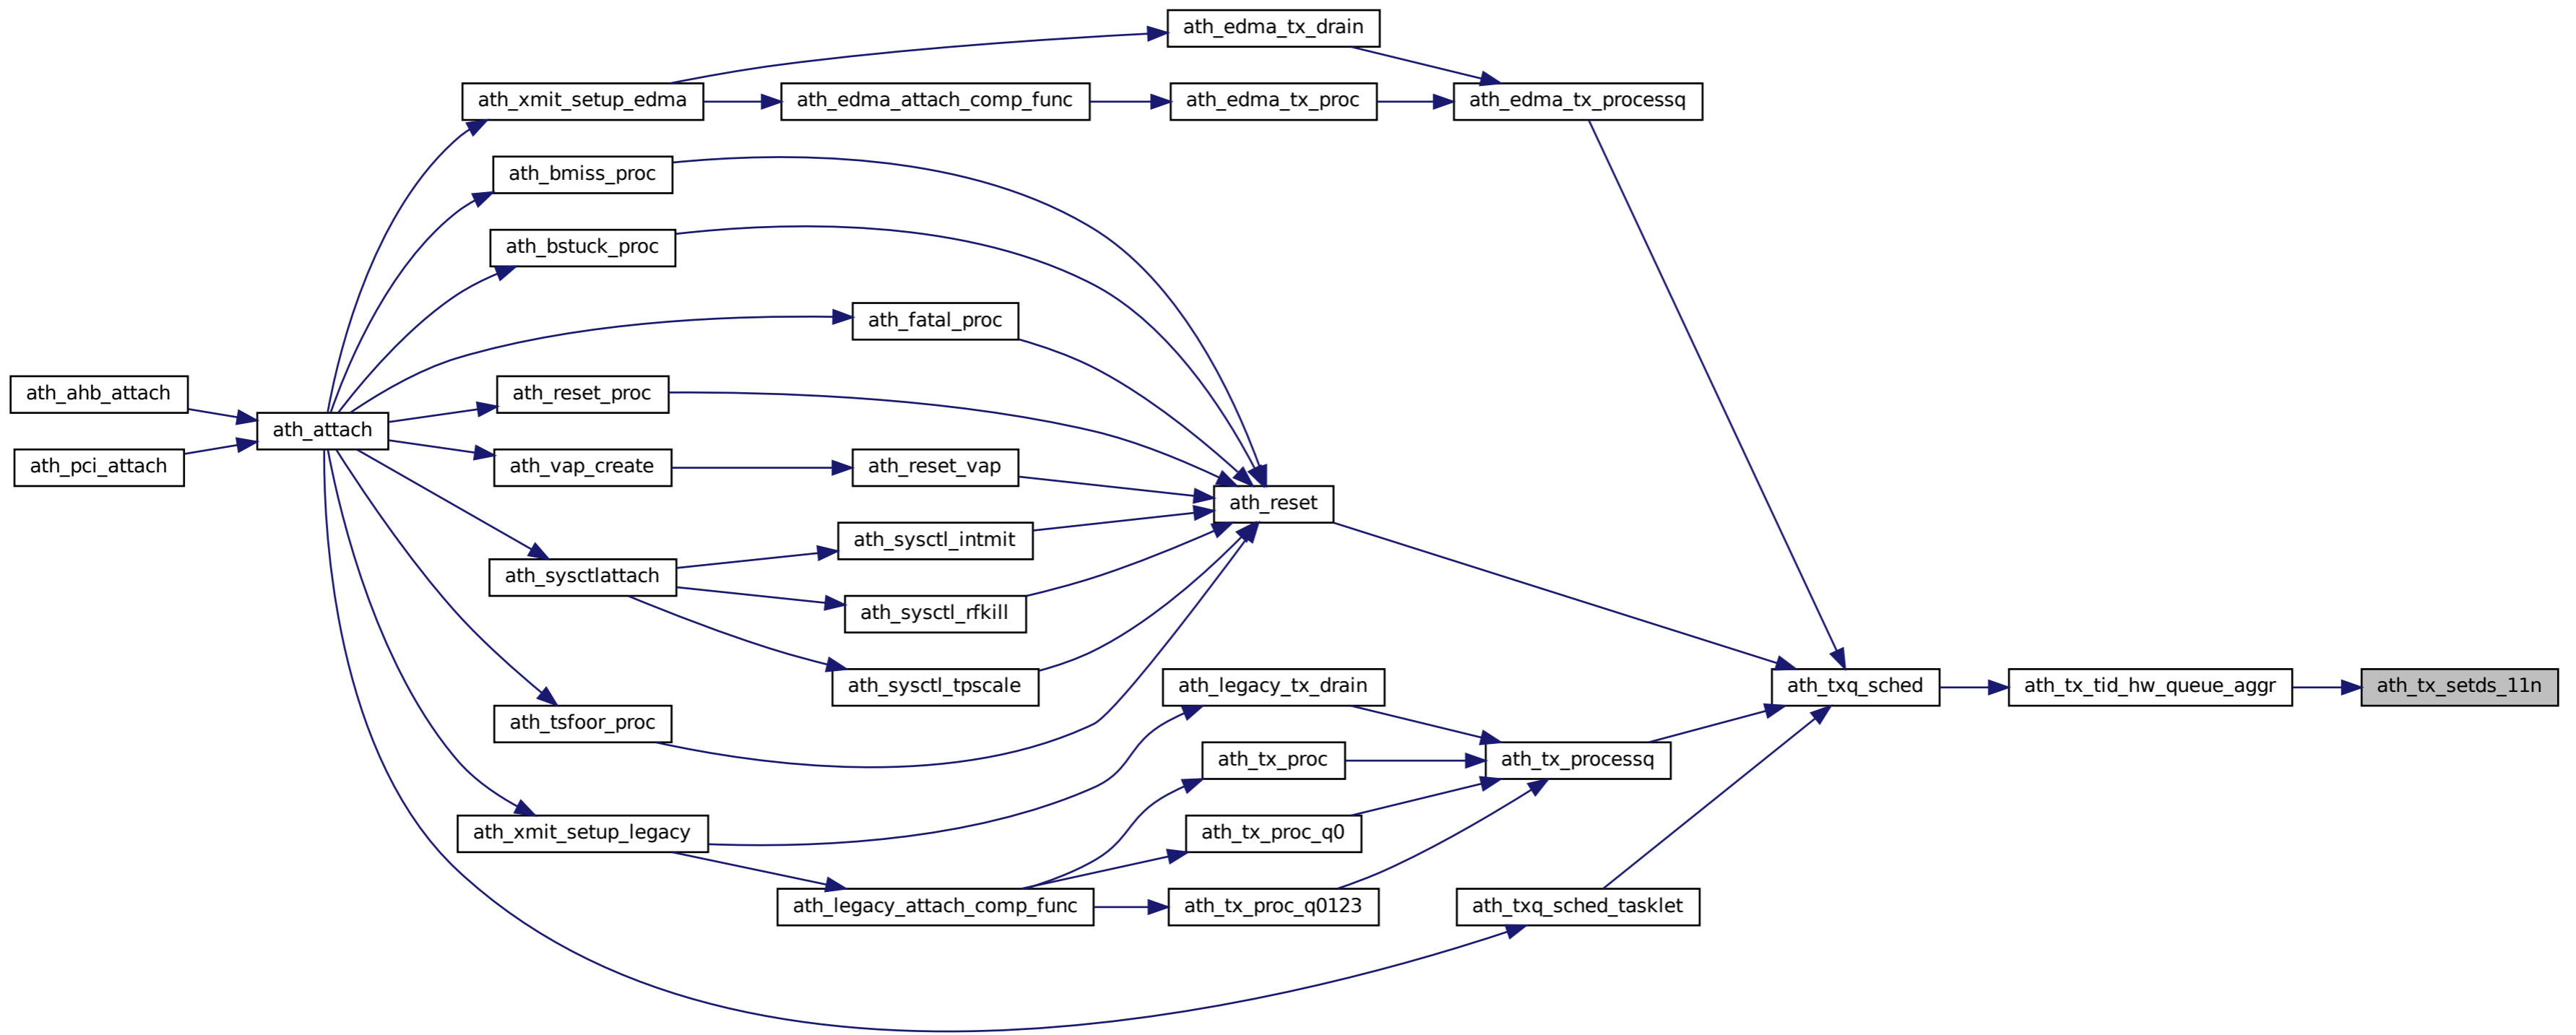 ath_edma_tx_drain
ath_xmit_setup_edma
ath_edma_attach_comp_func
ath_edma_tx_proc
ath_edma_tx_processq
ath_bmiss_proc
ath_bstuck_proc
ath_fatal_proc
ath_ahb_attach
ath_reset_proc
ath_attach
ath_pci_attach
ath_vap_create
ath_reset_vap
ath_reset
ath_sysctl_intmit
ath_sysctlattach
ath_sysctl_rfkill
ath_sysctl_tpscale
ath_legacy_tx_drain
ath_txq_sched
ath_tx_tid_hw_queue_aggr
ath_tx_setds_11n
ath_tsfoor_proc
ath_tx_proc
ath_tx_processq
ath_xmit_setup_legacy
ath_tx_proc_q0
ath_legacy_attach_comp_func
ath_tx_proc_q0123
ath_txq_sched_tasklet